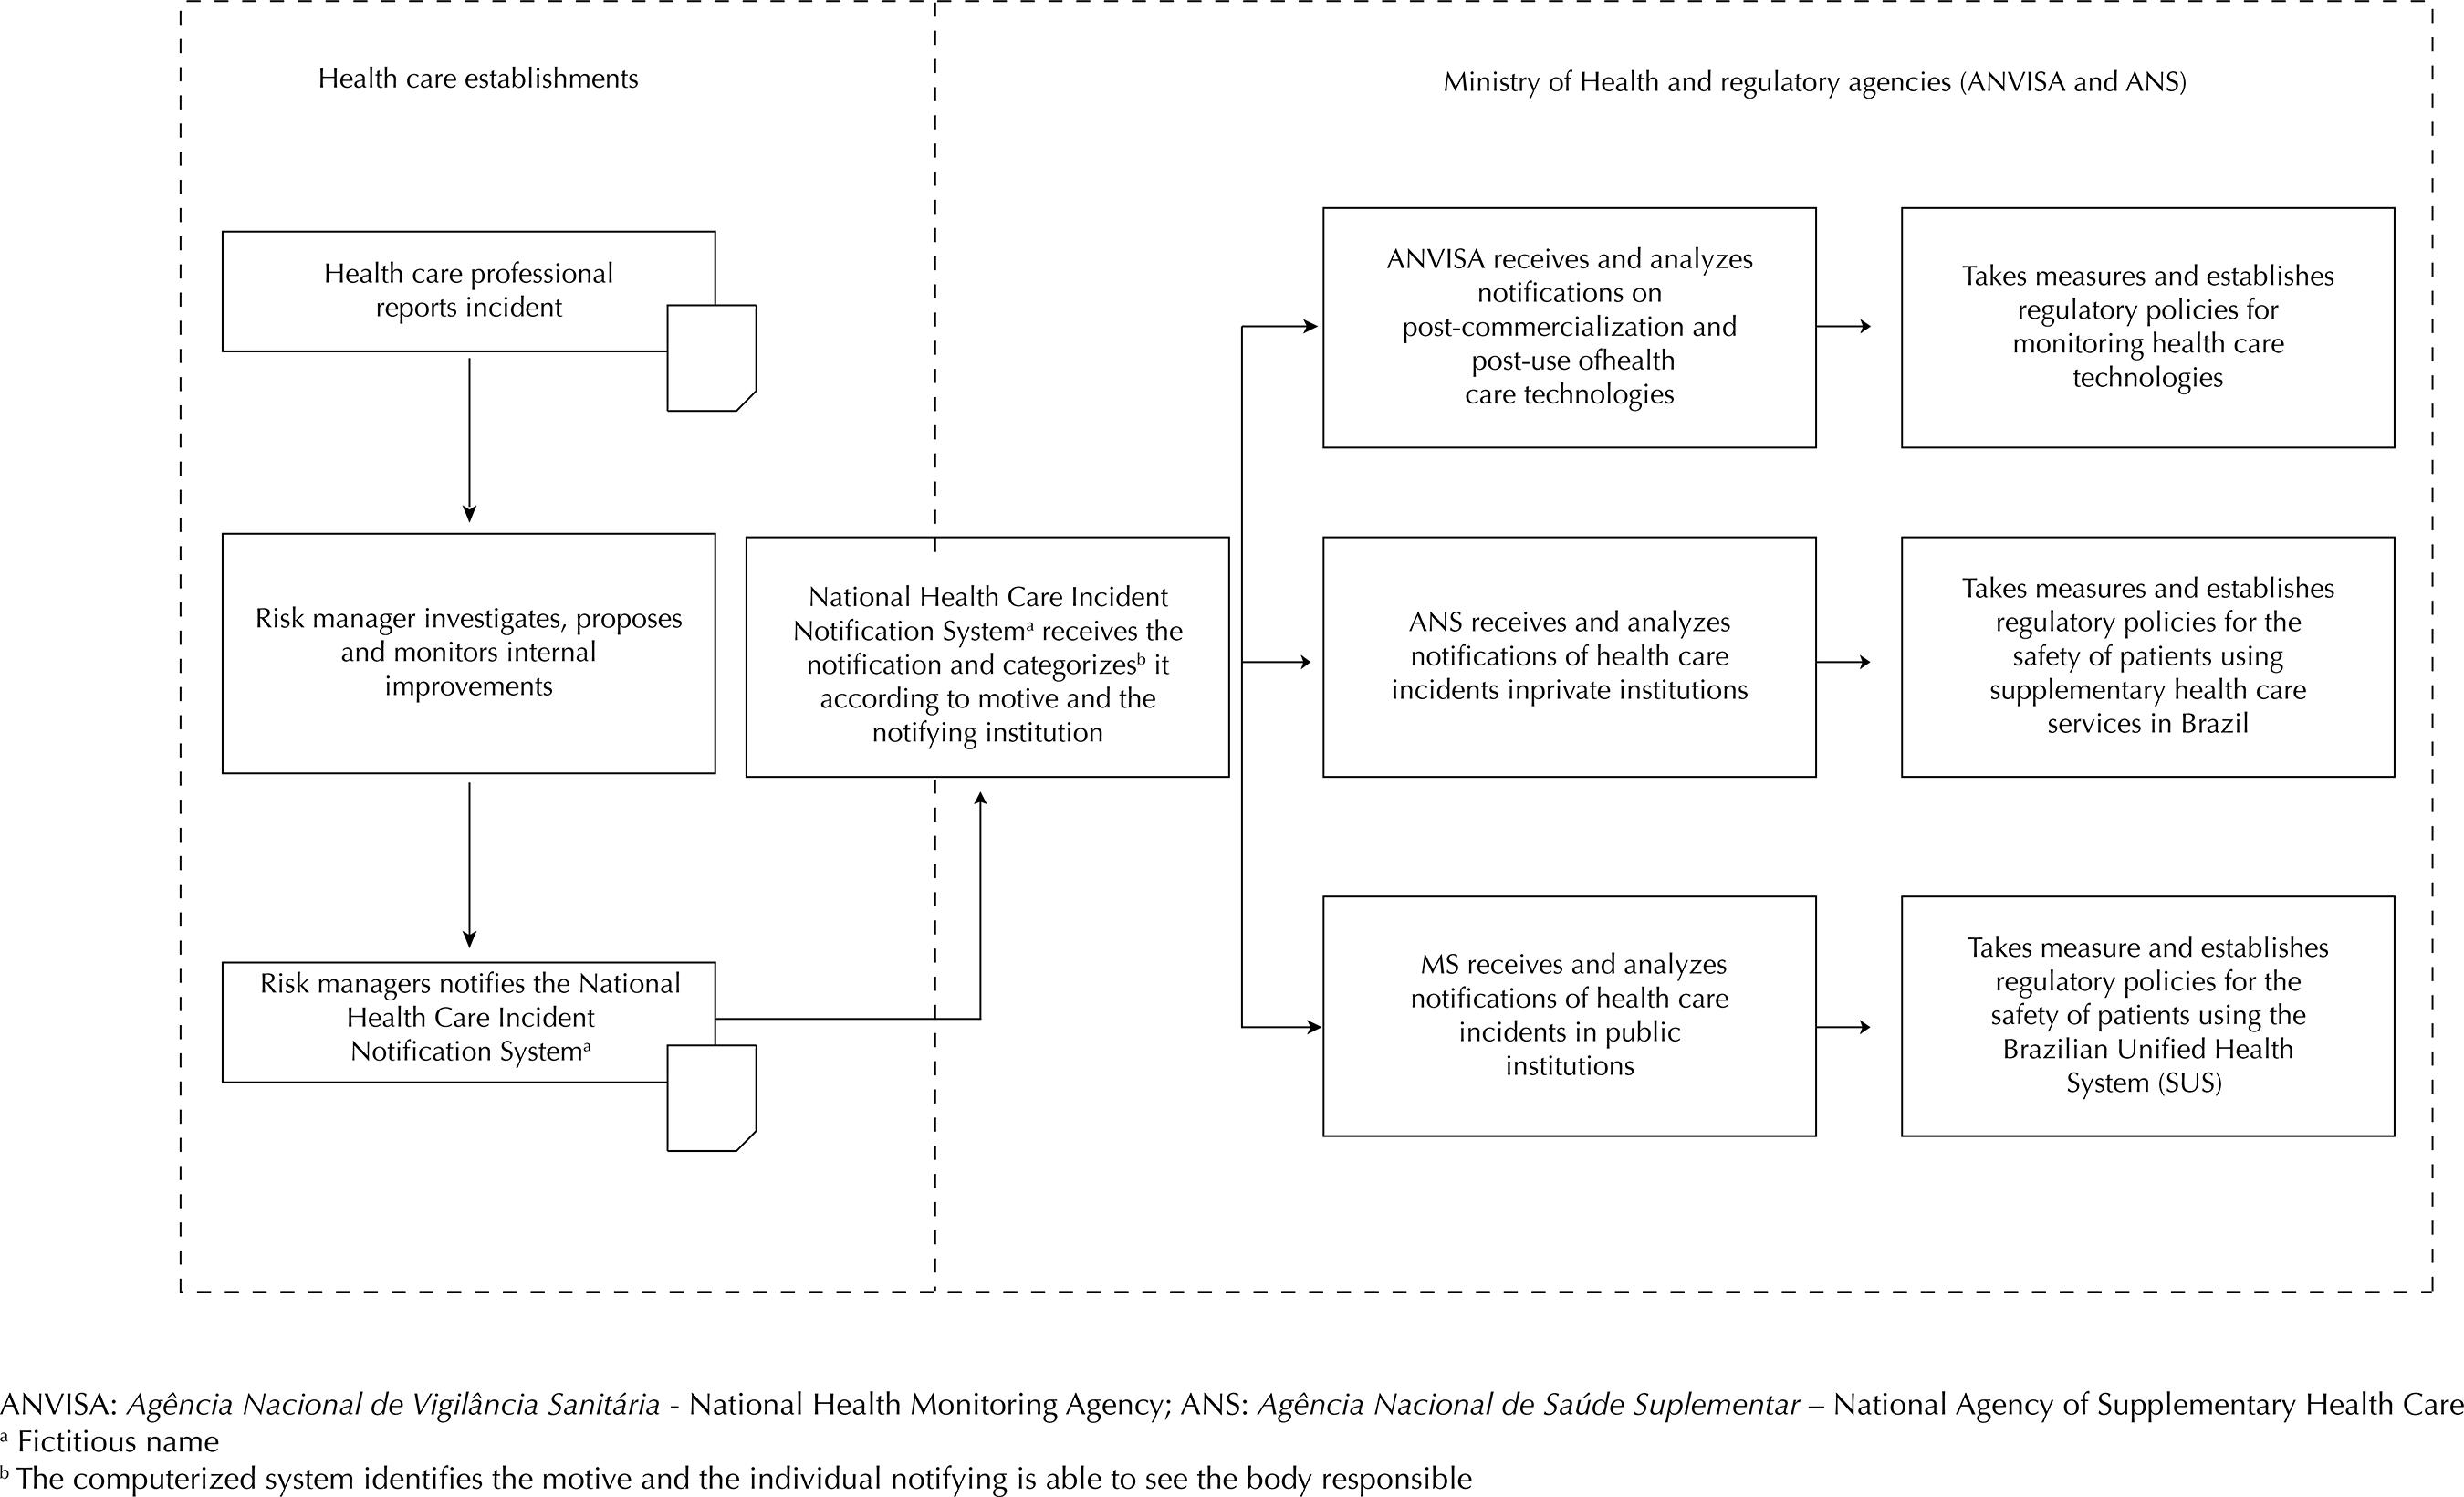 Health care establishments
Ministry of Health and regulatory agencies (ANVISA and ANS)
Health care professional
reports incident
Risk manager investigates, proposes
and monitors internal
improvements
Risk managers notifies the National
Health Care Incident
Notification Systemᵃ
National Health Care Incident
Notification Systemᵃ receives the
notification and categorizesᵇ it
according to motive and the
notifying institution
ANVISA receives and analyzes
notifications on
post-commercialization and
post-use ofhealth
care technologies
Takes measures and establishes
regulatory policies for
monitoring health care
technologies
ANS receives and analyzes
notifications of health care
incidents inprivate institutions
Takes measures and establishes
regulatory policies for the
safety of patients using
supplementary health care
services in Brazil
MS receives and analyzes
notifications of health care
incidents in public
institutions
Takes measure and establishes
regulatory policies for the
safety of patients using the
Brazilian Unified Health
System (SUS)
ANVISA: Agência Nacional de Vigilância Sanitária - National Health Monitoring Agency; ANS: Agência Nacional de Saúde Suplementar – National Agency of Supplementary Health Care
ᵃ Fictitious name
ᵇ The computerized system identifies the motive and the individual notifying is able to see the body responsible